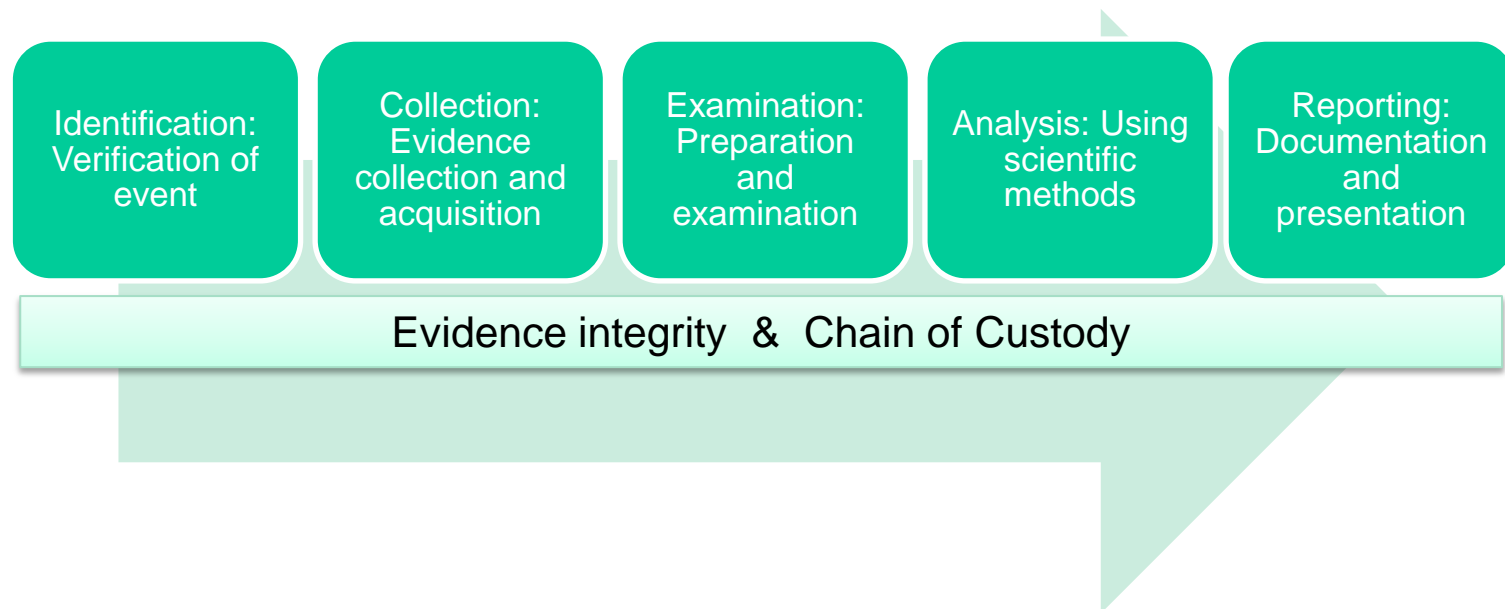 Identification:
Verification of
event
Collection:
Evidence
collection and
acquisition
Examination:
Preparation
and
examination
Analysis: Using
scientific
methods
Reporting:
Documentation
and
presentation
Evidence integrity & Chain of Custody